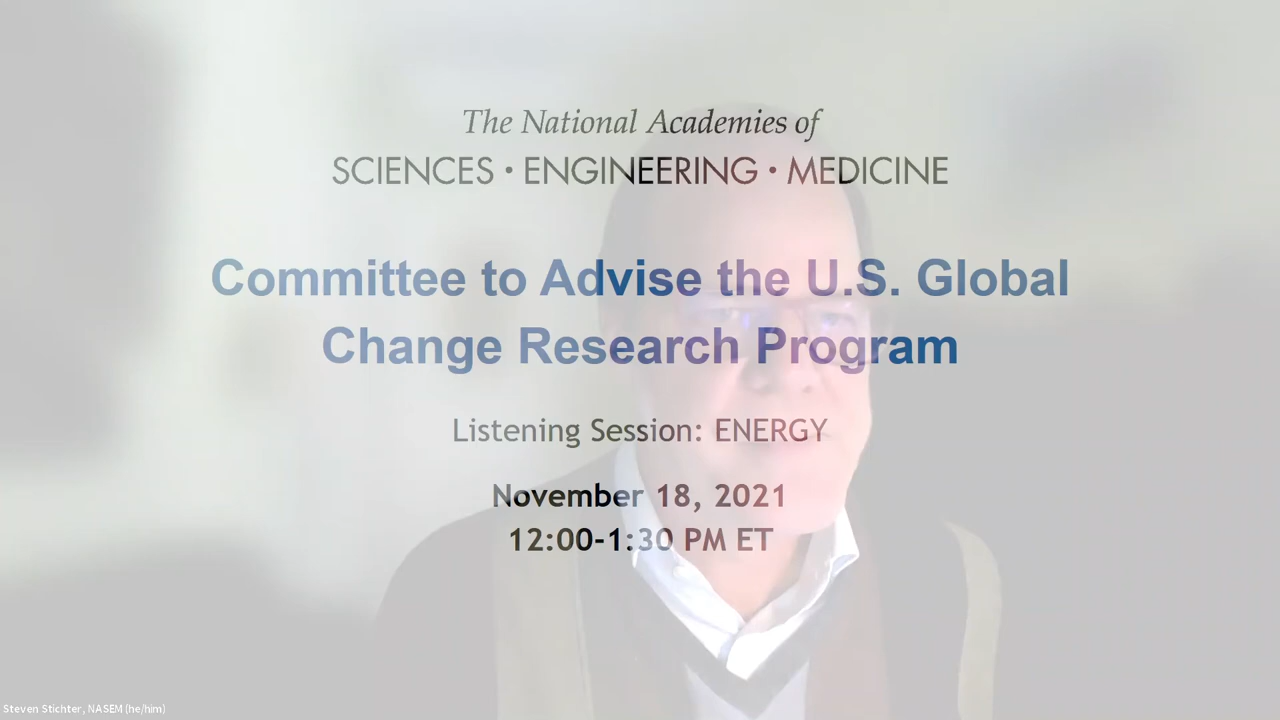 The National Academies of
SCIENCES • ENGINEERING • MEDICINE
Committee to Advise the U.S. Global
Change Research Program
Listening Session: ENERGY
November 18, 2021
12:00-1:30 PM ET
Steven Stichter, NASEM (he/him)